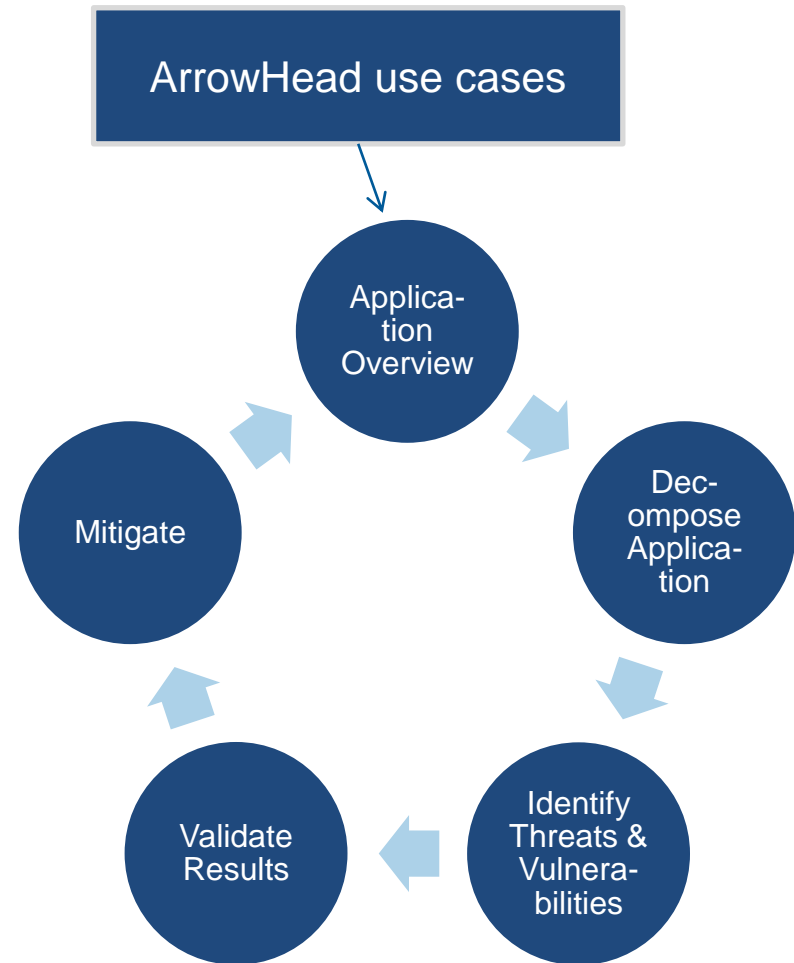 ArrowHead use cases
Applica-
tion
Overview
Dec-
ompose
Applica-
tion
Identify
Threats &
Vulnera-
bilities
Validate
Results
Mitigate